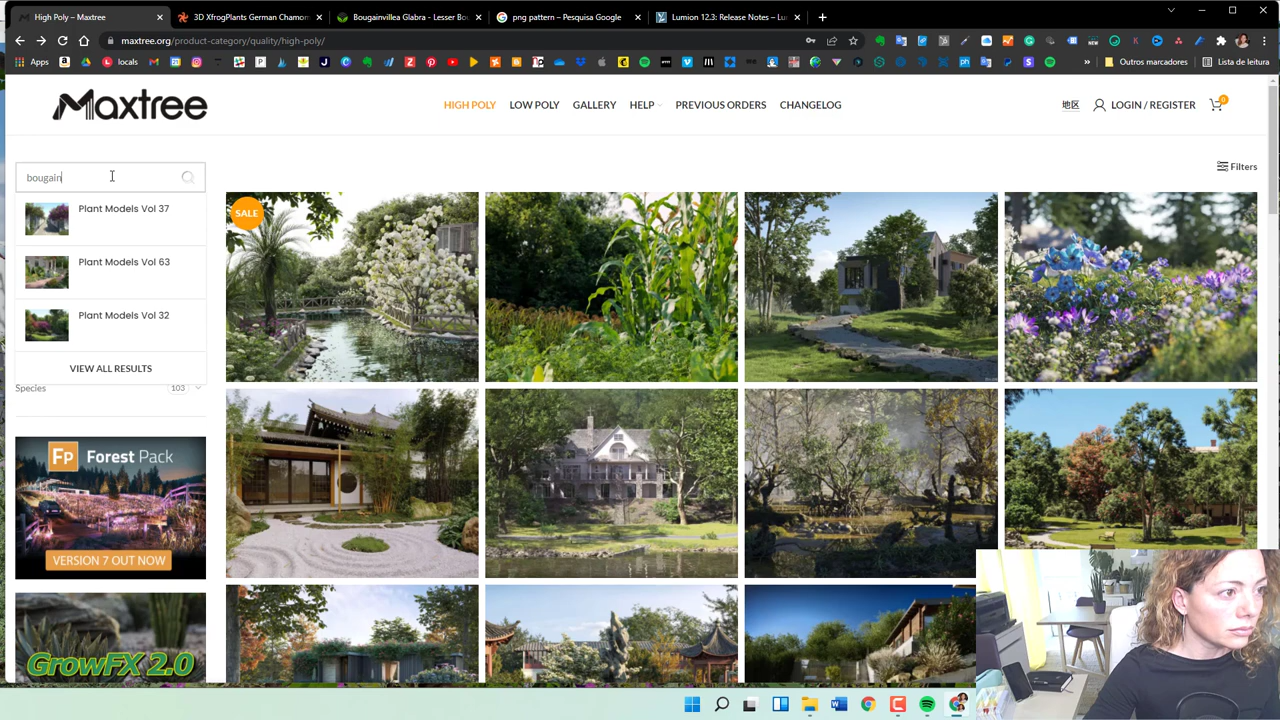 High Poly – Maxtree
3D XfrogPlants German Chamom
Bougainvillea Glabra - Lesser Bo
png pattern – Pesquisa Google
Lumion 12.3: Release Notes – Lu
maxtree.org/product-category/quality/high-poly/
Apps
locals
Outros marcadores
Lista de leitura
Maxtree
HIGH POLY
LOW POLY
GALLERY
HELP
PREVIOUS ORDERS
CHANGELOG
地区
LOGIN / REGISTER
0
bougain
Filters
Plant Models Vol 37
Plant Models Vol 63
Plant Models Vol 32
VIEW ALL RESULTS
Species
103
SALE
Fp Forest Pack
VERSION 7 OUT NOW
GrowFX 2.0